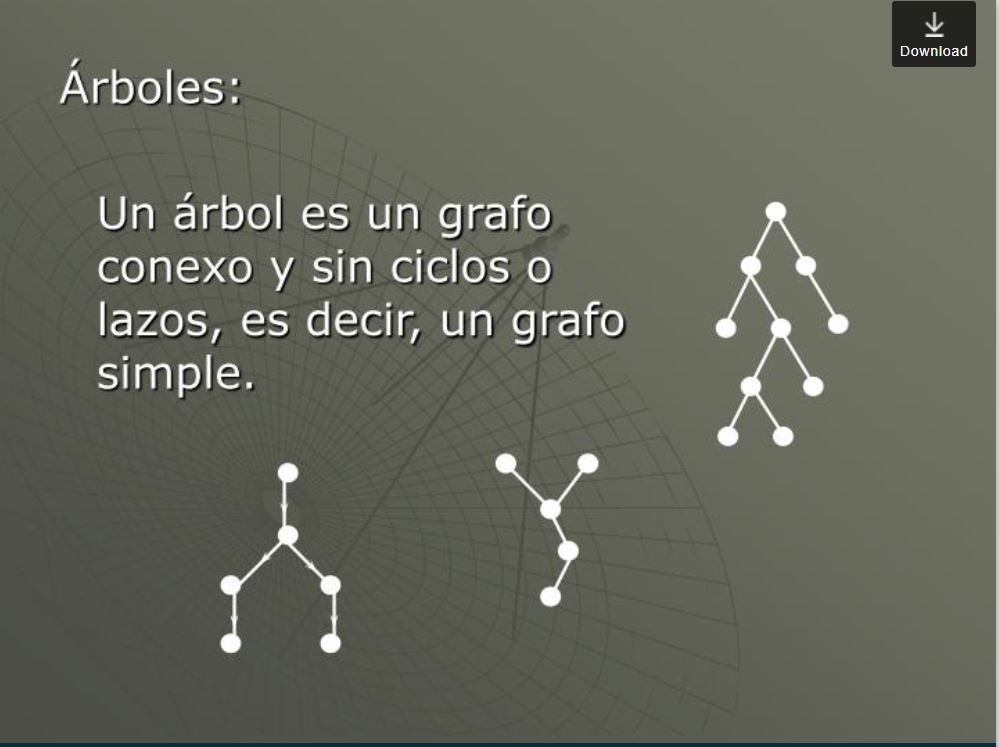 Download
Árboles:
Un árbol es un grafo
conexo y sin ciclos o
lazos, es decir, un grafo
simple.